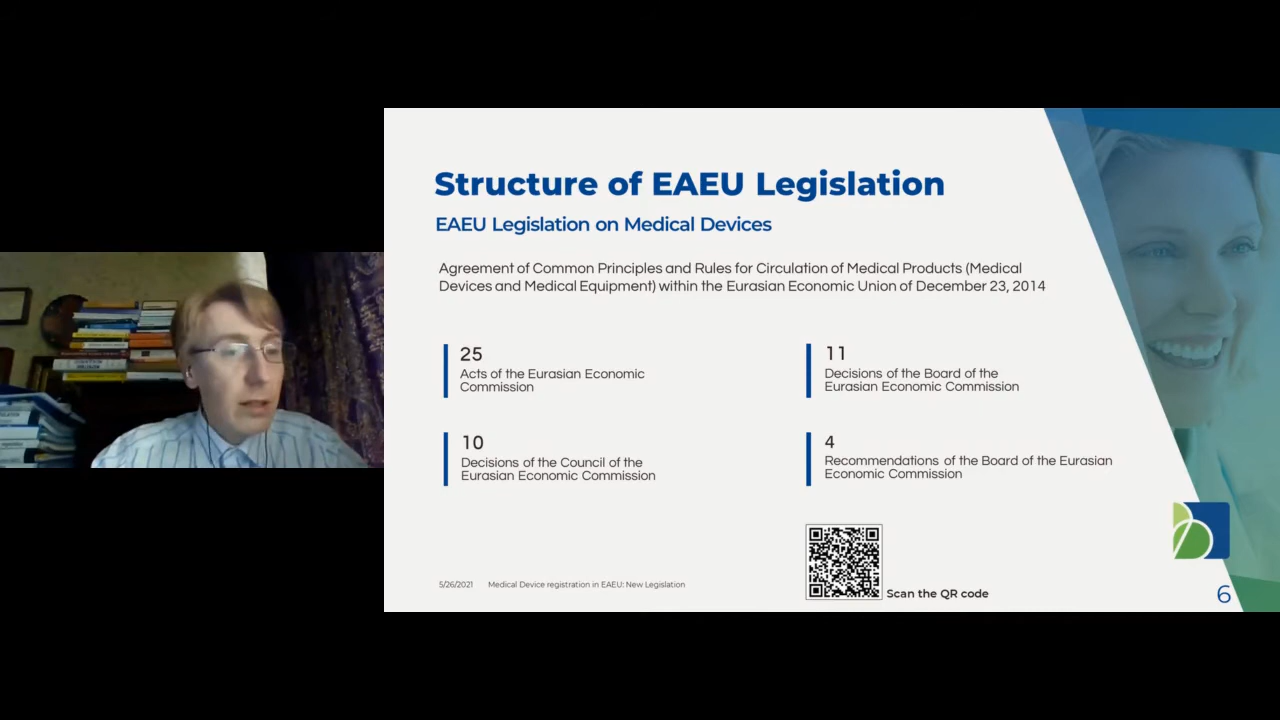 Structure of EAEU Legislation
EAEU Legislation on Medical Devices
Agreement of Common Principles and Rules for Circulation of Medical Products (Medical
Devices and Medical Equipment) within the Eurasian Economic Union of December 23, 2014
25
Acts of the Eurasian Economic
Commission
11
Decisions of the Board of the
Eurasian Economic Commission
10
Decisions of the Council of the
Eurasian Economic Commission
4
Recommendations of the Board of the Eurasian
Economic Commission
5/26/2021 Medical Device registration in EAEU: New Legislation
Scan the QR code
6